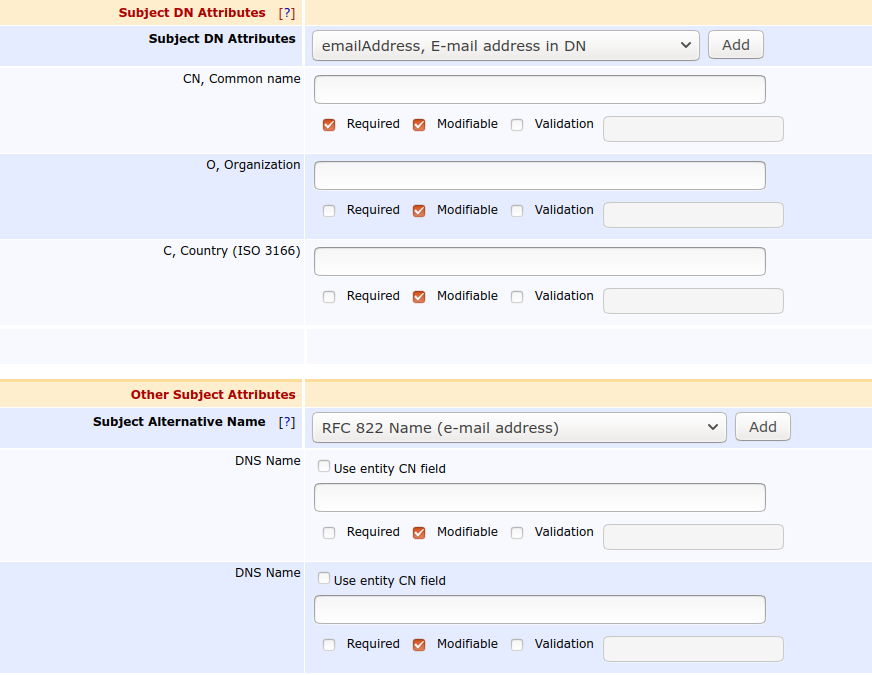 Subject DN Attributes [?]
Subject DN Attributes emailAddress, E-mail address in DN Add
CN, Common name
Required Modifiable Validation
O, Organization
Required Modifiable Validation
C, Country (ISO 3166)
Required Modifiable Validation
Other Subject Attributes
Subject Alternative Name [?] RFC 822 Name (e-mail address) Add
DNS Name Use entity CN field
Required Modifiable Validation
DNS Name Use entity CN field
Required Modifiable Validation